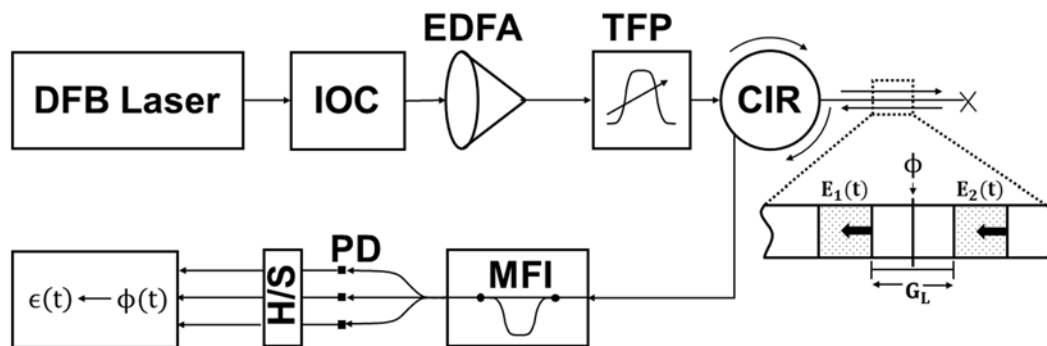 EDFA
TFP
DFB Laser
IOC
CIR
ϕ
E₁(t)
E₂(t)
G_L
PD
MFI
H/S
ϵ(t) ← ϕ(t)